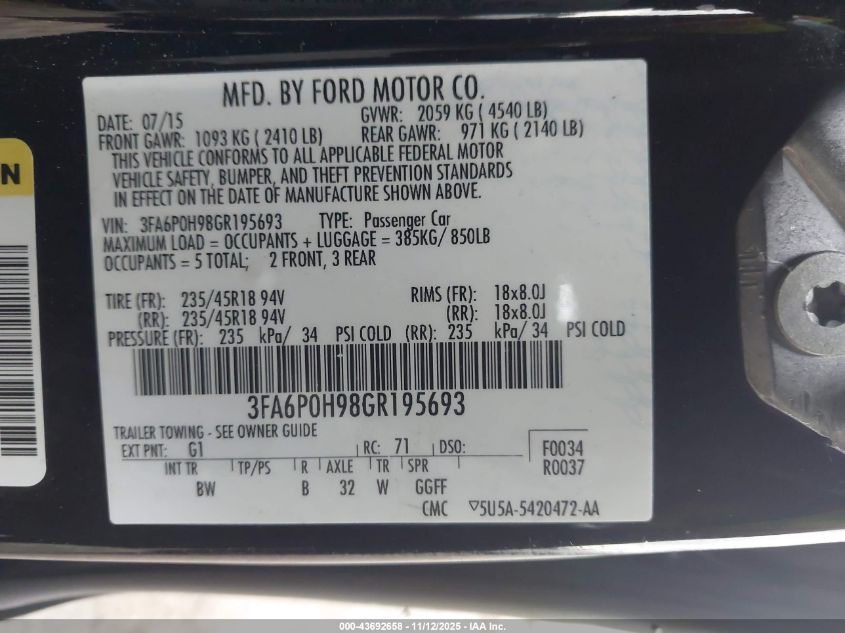 MFD. BY FORD MOTOR CO.
DATE: 07/15 GVWR: 2059 KG ( 4540 LB)
FRONT GAWR: 1093 KG ( 2410 LB) REAR GAWR: 971 KG ( 2140 LB)
THIS VEHICLE CONFORMS TO ALL APPLICABLE FEDERAL MOTOR
VEHICLE SAFETY, BUMPER, AND THEFT PREVENTION STANDARDS
IN EFFECT ON THE DATE OF MANUFACTURE SHOWN ABOVE.
VIN: 3FA6P0H98GR195693 TYPE: Passenger Car
MAXIMUM LOAD = OCCUPANTS + LUGGAGE = 385KG/ 850LB
OCCUPANTS = 5 TOTAL; 2 FRONT, 3 REAR
TIRE (FR): 235/45R18 94V RIMS (FR): 18x8.0J
(RR): 235/45R18 94V (RR): 18x8.0J
PRESSURE (FR): 235 kPa/ 34 PSI COLD (RR): 235 kPa/ 34 PSI COLD
3FA6P0H98GR195693
TRAILER TOWING - SEE OWNER GUIDE
EXT PNT: G1 RC: 71 DSO: F0034
R0037
INT TR TP/PS R AXLE TR SPR
BW B 32 W GGFF
CMC ▽5U5A-5420472-AA
N
000-43692658 - 11/12/2025 - IAA Inc.